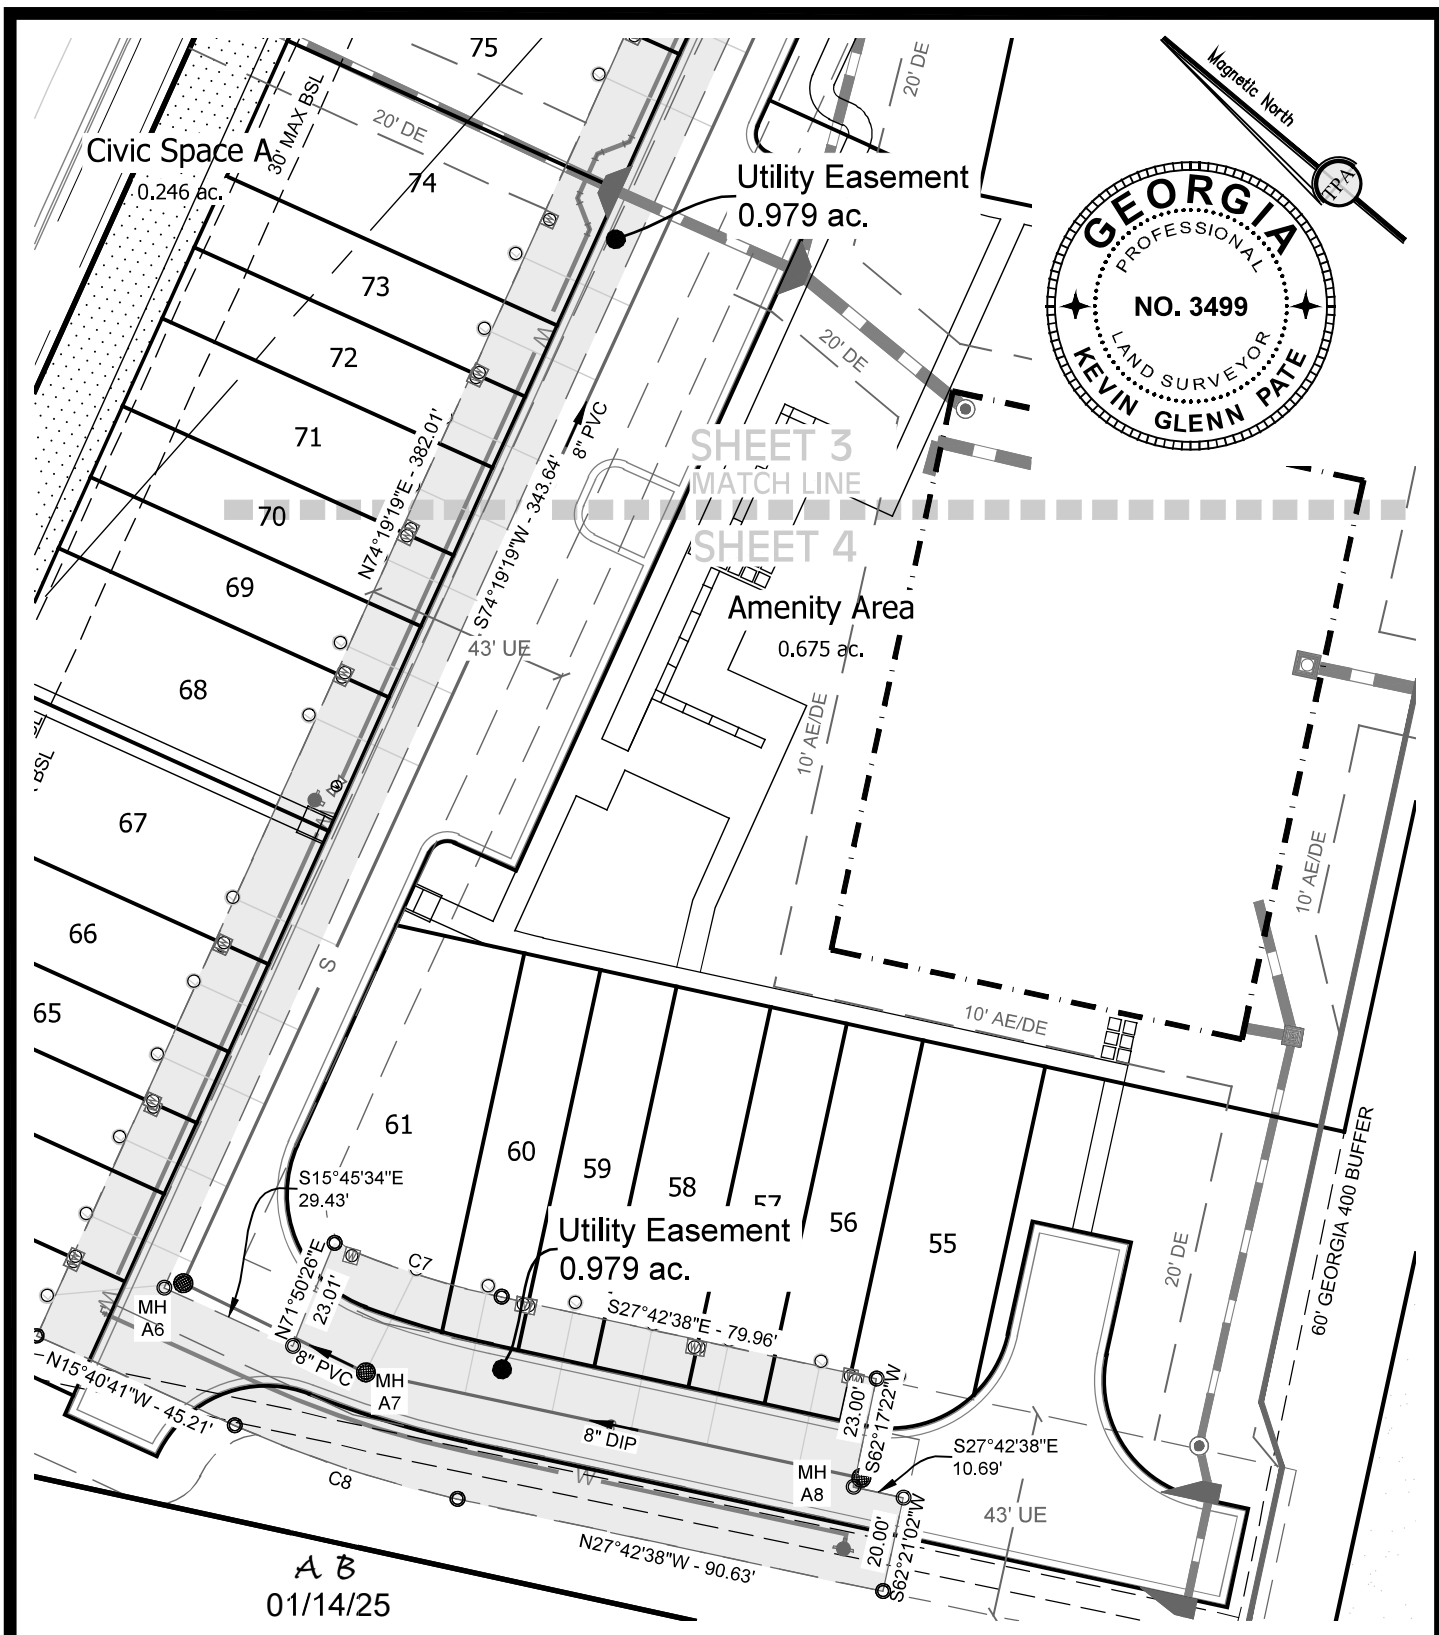 75
20' DE
Magnetic North
TPA
30' MAX BSL
20' DE
Civic Space A
0.246 ac.
74
Utility Easement
0.979 ac.
GEORGIA
PROFESSIONAL
NO. 3499
LAND SURVEYOR
KEVIN GLENN PATE
73
W
20' DE
72
N74°19'19"E - 382.01'
8" PVC
71
SHEET 3
MATCH LINE
S74°19'19"W - 343.64'
70
SHEET 4
69
Amenity Area
0.675 ac.
43' UE
68
10' AE/DE
BSL
67
10' AE/DE
66
S
65
10' AE/DE
61
60
59
58
57
56
55
60' GEORGIA 400 BUFFER
S15°45'34"E
29.43'
Utility Easement
0.979 ac.
20' DE
C7
N71°50'26"E
23.01'
MH
A6
S27°42'38"E - 79.96'
8" PVC
MH
A7
N15°40'41"W - 45.21'
23.00'
S62°17'22"W
8" DIP
S27°42'38"E
10.69'
MH
A8
C8
W
43' UE
20.00'
S62°21'02"W
N27°42'38"W - 90.63'
A B
01/14/25